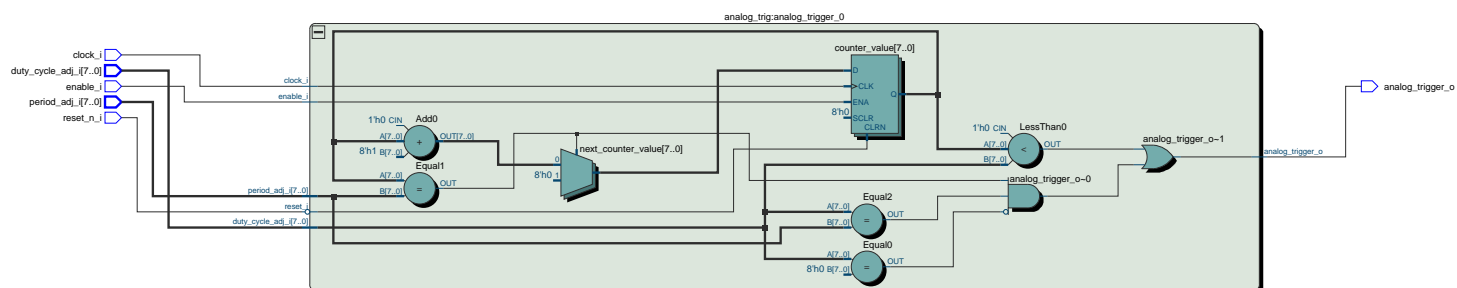 analog_trig:analog_trigger_0
clock_i
duty_cycle_adj_i[7..0]
enable_i
period_adj_i[7..0]
reset_n_i
clock_i
enable_i
period_adj_i[7..0]
reset_i
duty_cycle_adj_i[7..0]
Add0
1'h0 CIN
A[7..0]
8'h1 B[7..0]
+
OUT[7..0]
Equal1
A[7..0]
B[7..0]
=
OUT
next_counter_value[7..0]
0
8'h0 1
counter_value[7..0]
D
CLK
ENA
8'h0
SCLR
CLRN
Q
Equal2
A[7..0]
B[7..0]
=
OUT
Equal0
A[7..0]
8'h0 B[7..0]
=
OUT
LessThan0
1'h0 CIN
A[7..0]
B[7..0]
<
OUT
analog_trigger_o~0
analog_trigger_o~1
analog_trigger_o
analog_trigger_o